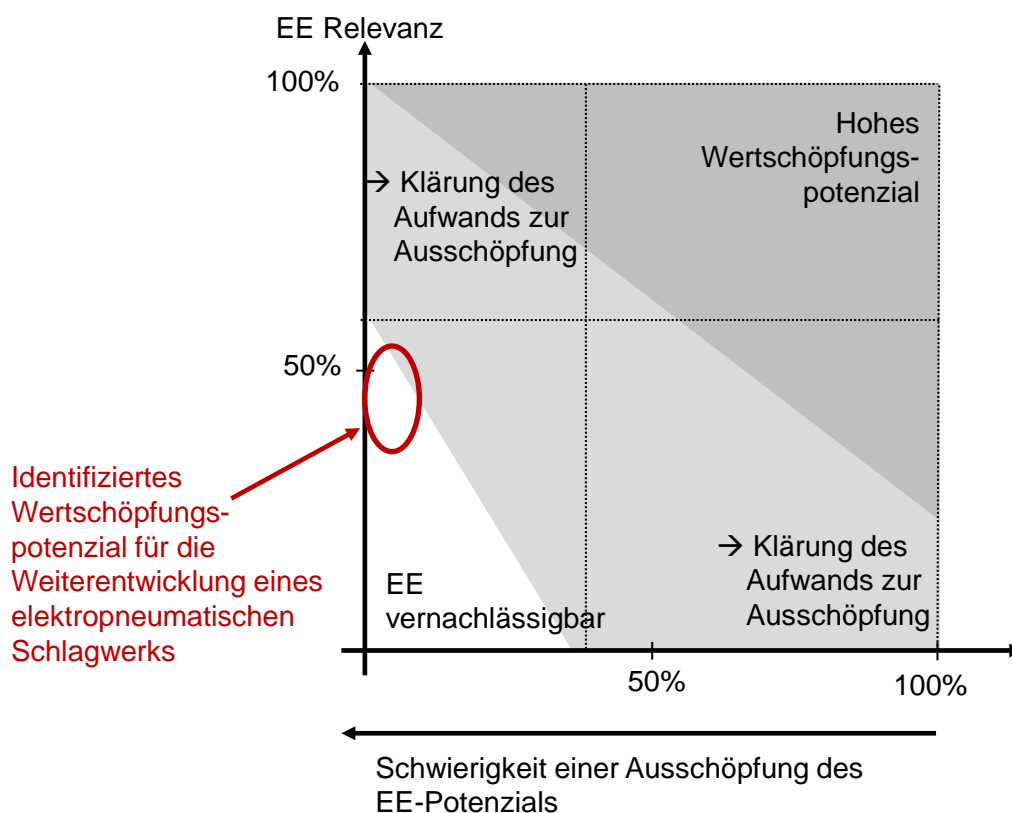 EE Relevanz
100%
Hohes
Wertschöpfungs-
potenzial
→ Klärung des
Aufwands zur
Ausschöpfung
50%
Identifiziertes
Wertschöpfungs-
potenzial für die
Weiterentwicklung eines
elektropneumatischen
Schlagwerks
→ Klärung des
Aufwands zur
Ausschöpfung
EE
vernachlässigbar
50%
100%
Schwierigkeit einer Ausschöpfung des
EE-Potenzials